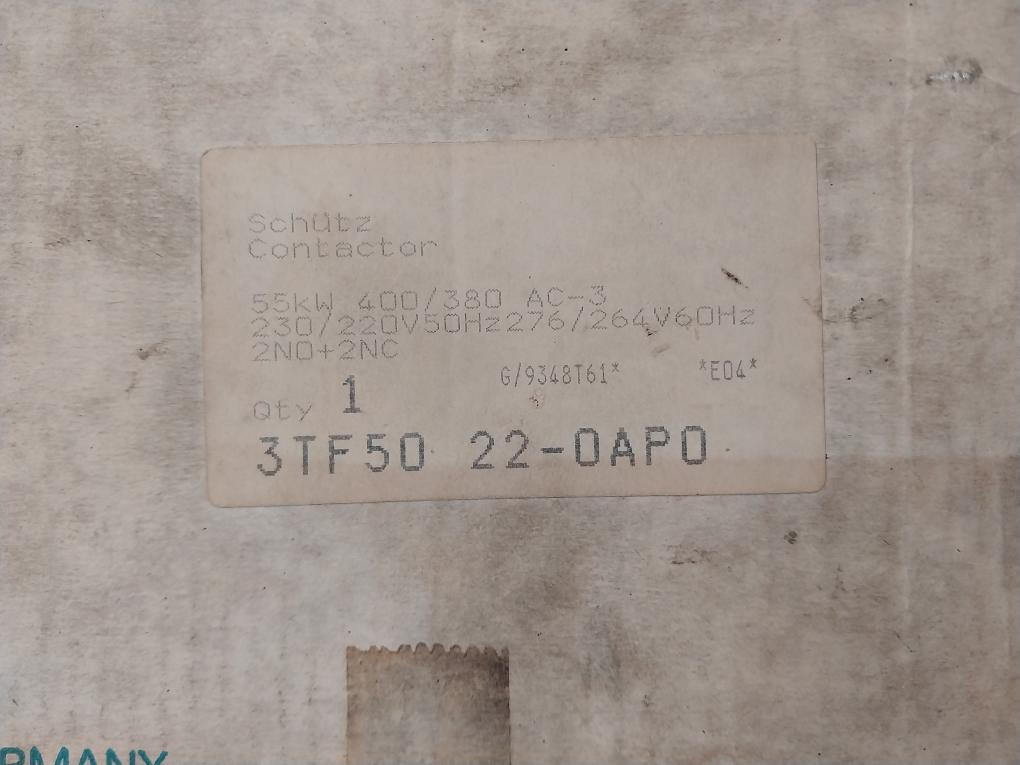 Schütz
Contactor
55kW 400/380 AC-3
230/220V50Hz276/264V60Hz
2NO+2NC
G/9348T61* *E04*
Qty 1
3TF50 22-0AP0
RMANY